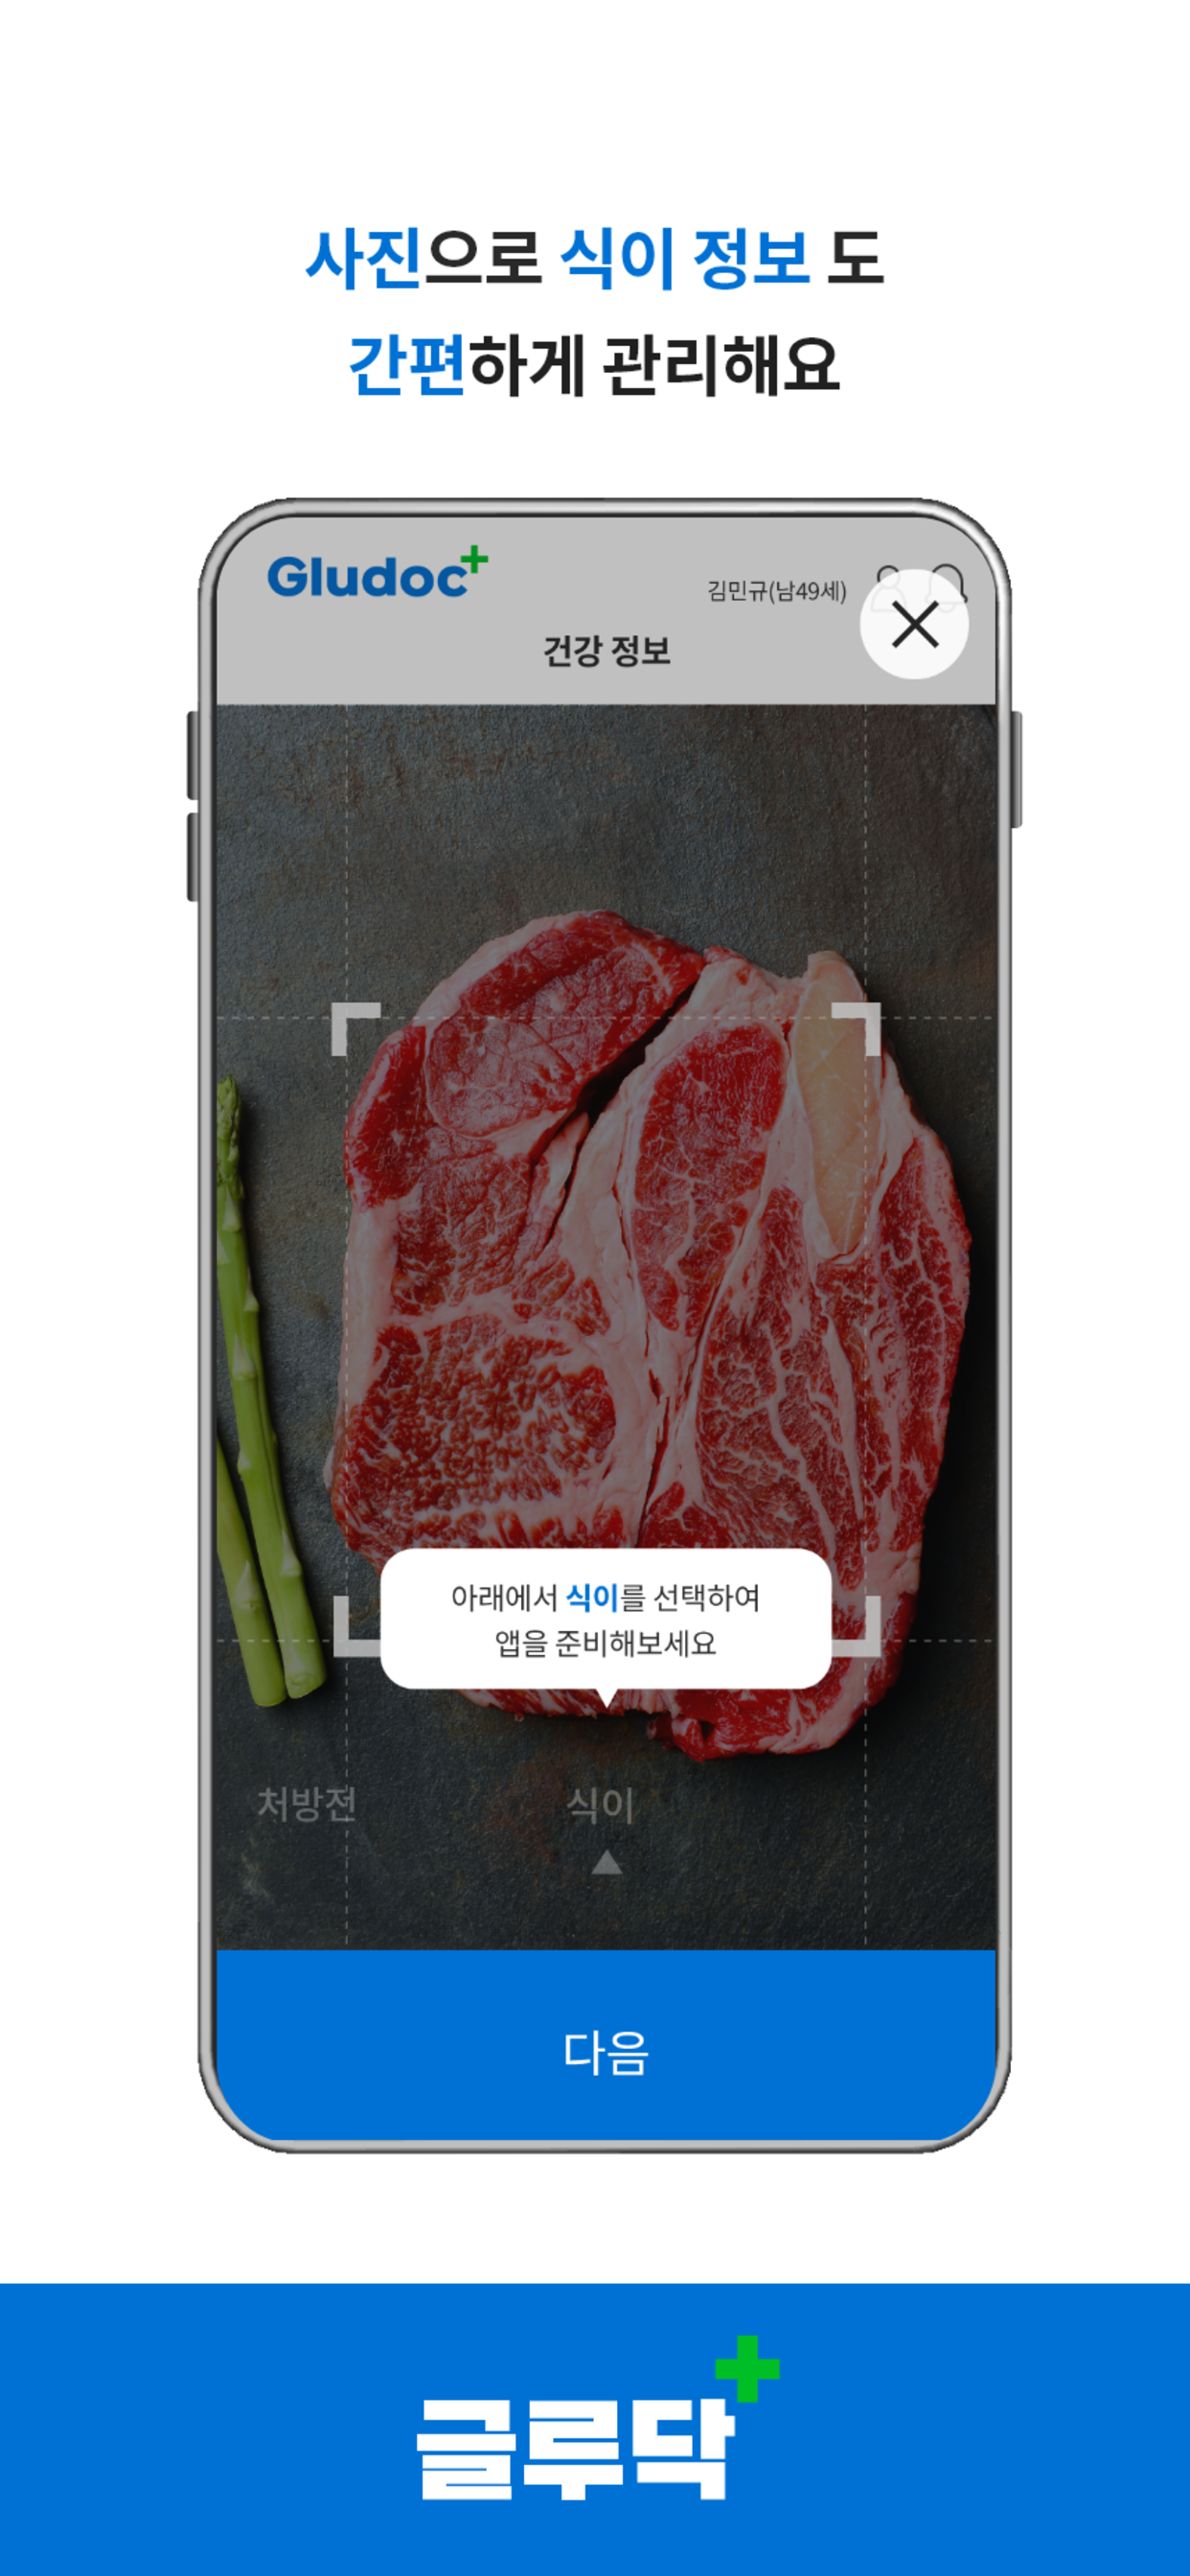 사진으로 식이 정보 도
간편하게 관리해요
Gludoc+
김민규(남49세)
건강 정보
아래에서 식이를 선택하여
앱을 준비해보세요
처방전
식이
다음
글루닥+